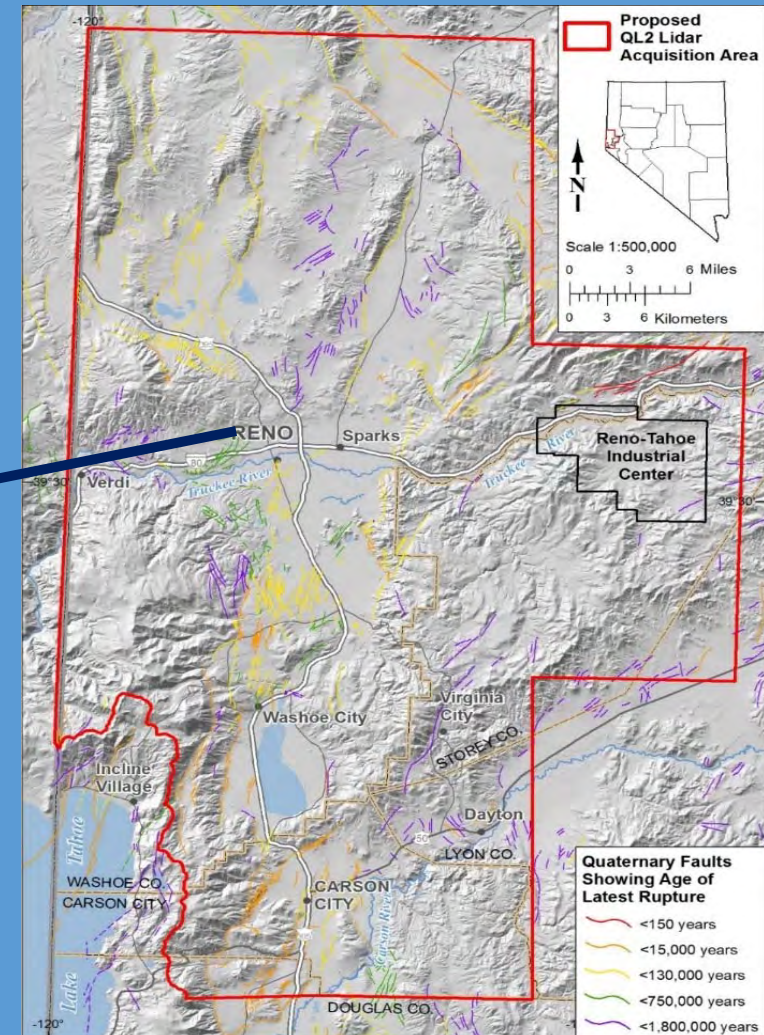 -120°
Proposed
QL2 Lidar
Acquisition Area
N
Scale 1:500,000
0 3 6 Miles
0 3 6 Kilometers
RENO
Sparks
Reno-Tahoe
Industrial
Center
80
Verdi
Truckee River
Truckee River
39°30'
39°30'
Washoe City
Virginia
City
STOREY CO.
Incline
Village
Dayton
50
LYON CO.
Lake Tahoe
WASHOE CO.
CARSON CITY
CARSON
CITY
Carson River
DOUGLAS CO.
-120°
Quaternary Faults
Showing Age of
Latest Rupture
<150 years
<15,000 years
<130,000 years
<750,000 years
<1,800,000 years